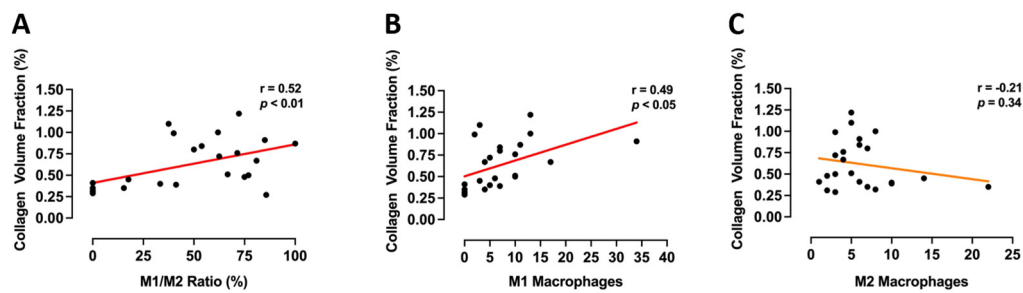 A
Collagen Volume Fraction (%)
1.50
1.25
1.00
0.75
0.50
0.25
0.00
r = 0.52
p < 0.01
0 25 50 75 100
M1/M2 Ratio (%)
B
Collagen Volume Fraction (%)
1.50
1.25
1.00
0.75
0.50
0.25
0.00
r = 0.49
p < 0.05
0 5 10 15 20 25 30 35 40
M1 Macrophages
C
Collagen Volume Fraction (%)
1.50
1.25
1.00
0.75
0.50
0.25
0.00
r = -0.21
p = 0.34
0 5 10 15 20 25
M2 Macrophages